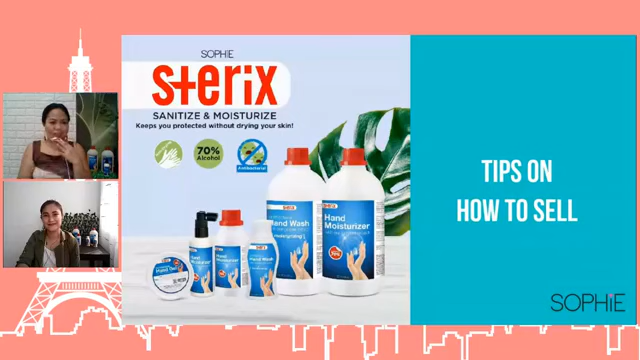 SOPHIE
sterix
SANITIZE & MOISTURIZE
Keeps you protected without drying your skin!
70%
Alcohol
Antibacterial
Hand Wash
Hand
Moisturizer
TIPS ON
HOW TO SELL
SOPHIE